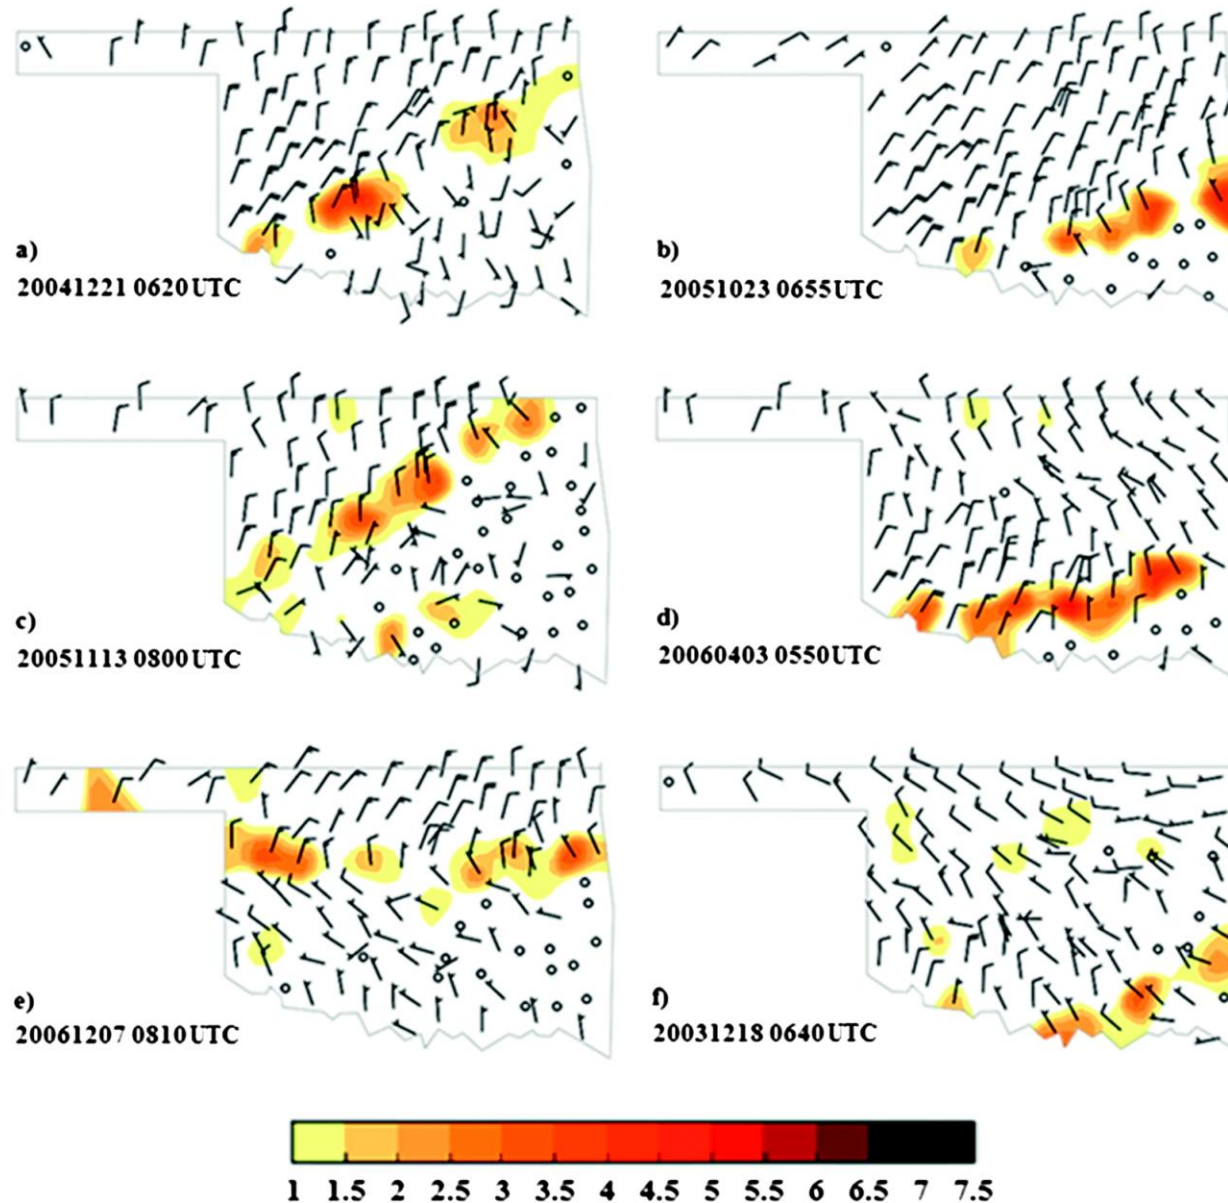 a)
20041221 0620UTC
b)
20051023 0655UTC
c)
20051113 0800UTC
d)
20060403 0550UTC
e)
20061207 0810UTC
f)
20031218 0640UTC
1 1.5 2 2.5 3 3.5 4 4.5 5 5.5 6 6.5 7 7.5